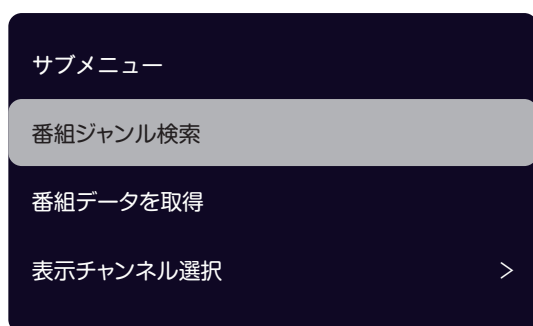 サブメニュー
番組ジャンル検索
番組データを取得
表示チャンネル選択 >